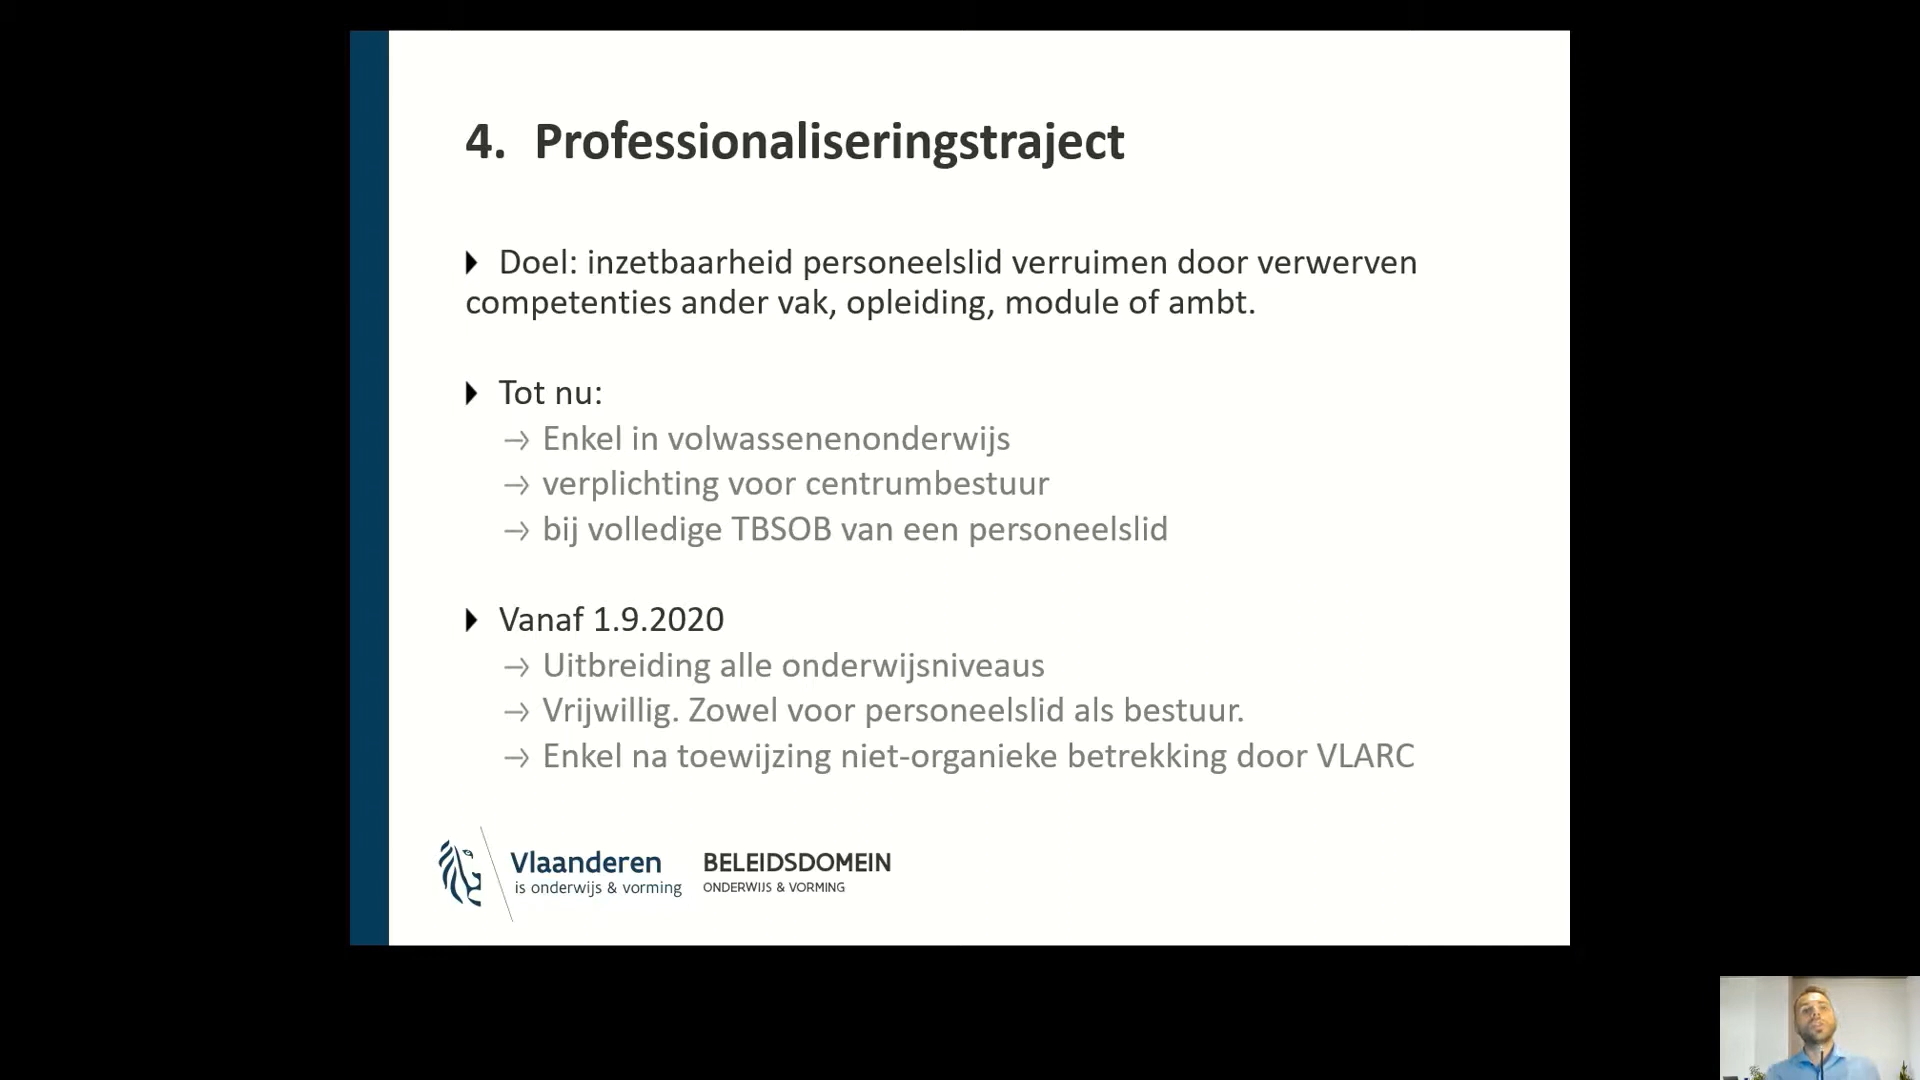 4. Professionaliseringstraject
Doel: inzetbaarheid personeelslid verruimen door verwerven
competenties ander vak, opleiding, module of ambt.
Tot nu:
→ Enkel in volwassenenonderwijs
→ verplichting voor centrumbestuur
→ bij volledige TBSOB van een personeelslid
Vanaf 1.9.2020
→ Uitbreiding alle onderwijsniveaus
→ Vrijwillig. Zowel voor personeelslid als bestuur.
→ Enkel na toewijzing niet-organieke betrekking door VLARC
Vlaanderen
is onderwijs & vorming
BELEIDSDOMEIN
ONDERWIJS & VORMING